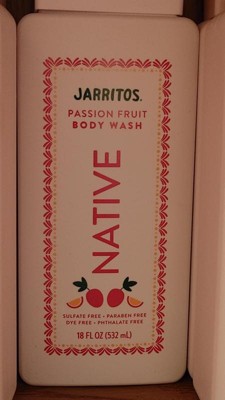 JARRITOS.
PASSION FRUIT
BODY WASH
NATIVE
SULFATE FREE • PARABEN FREE
DYE FREE • PHTHALATE FREE
18 FL OZ (532 mL)